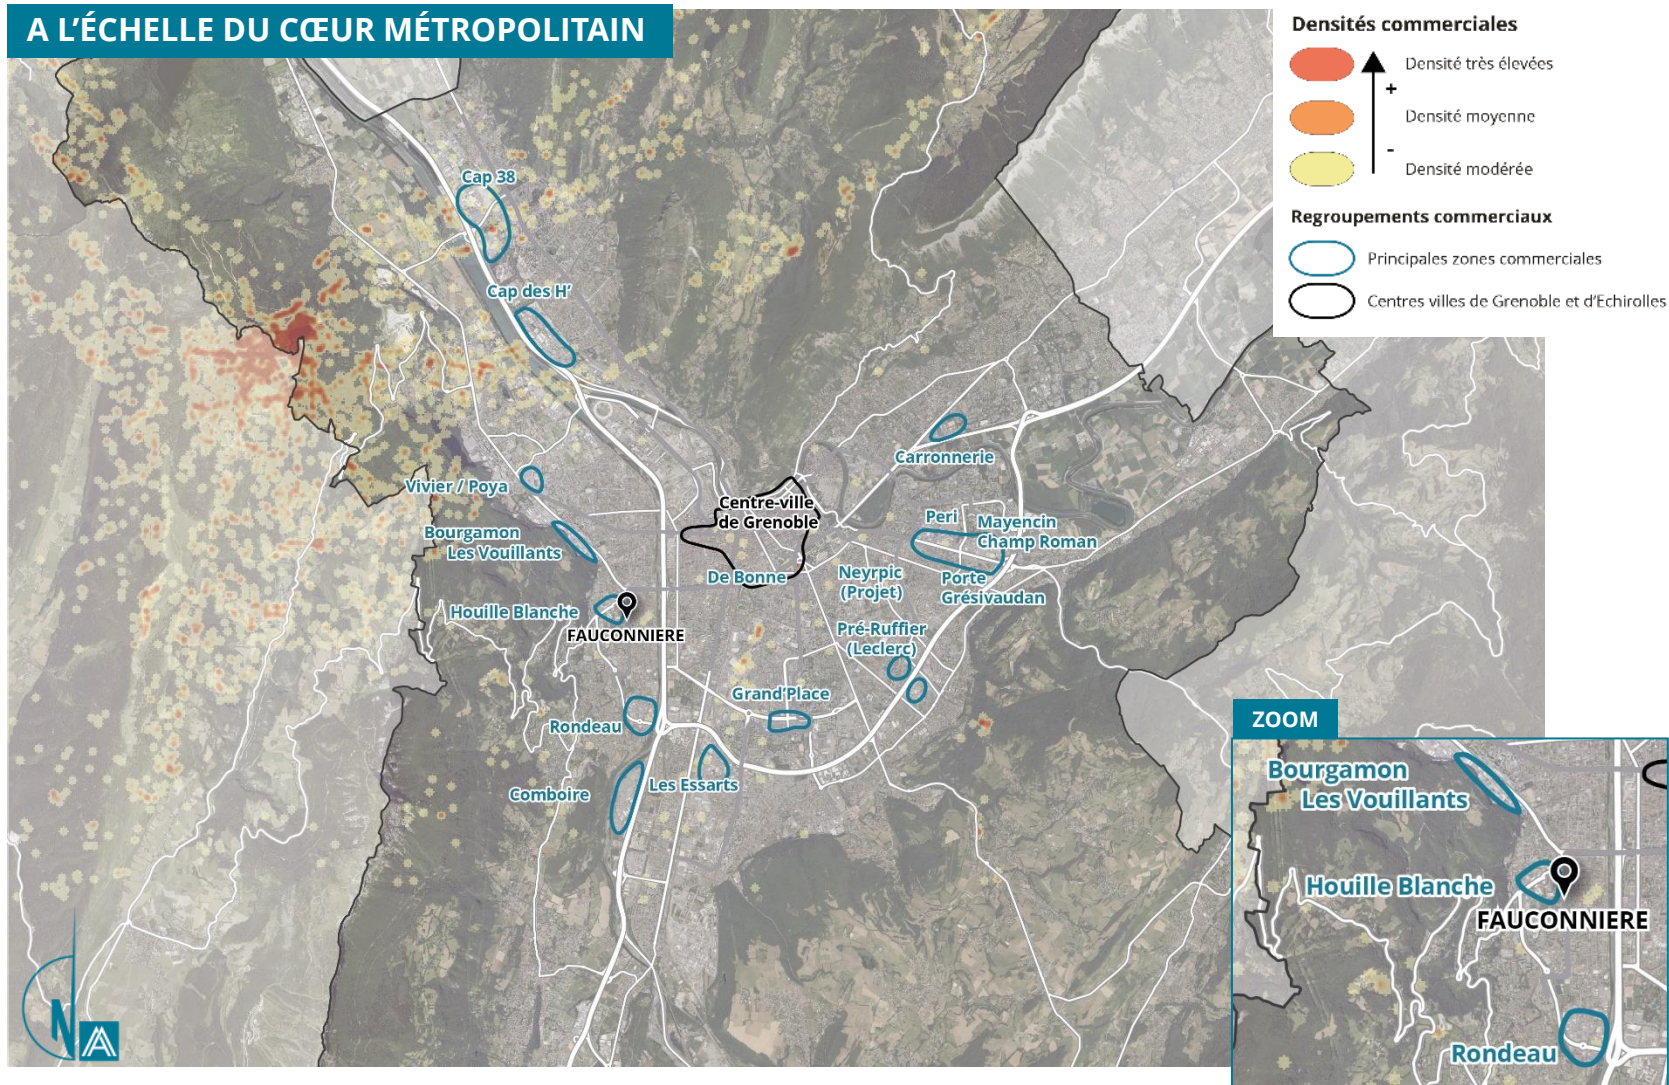 A L’ÉCHELLE DU CŒUR MÉTROPOLITAIN
Densités commerciales
Densité très élevées
+
Densité moyenne
-
Densité modérée
Regroupements commerciaux
Principales zones commerciales
Centres villes de Grenoble et d’Echirolles
Cap 38
Cap des H’
Carronnerie
Vivier / Poya
Centre-ville
de Grenoble
Peri
Mayencin
Champ Roman
Bourgamon
Les Vouillants
De Bonne
Neyrpic
(Projet)
Porte
Grésivaudan
Houille Blanche
FAUCONNIERE
Pré-Ruffier
(Leclerc)
Grand’Place
Rondeau
Les Essarts
Comboire
ZOOM
Bourgamon
Les Vouillants
Houille Blanche
FAUCONNIERE
Rondeau
N